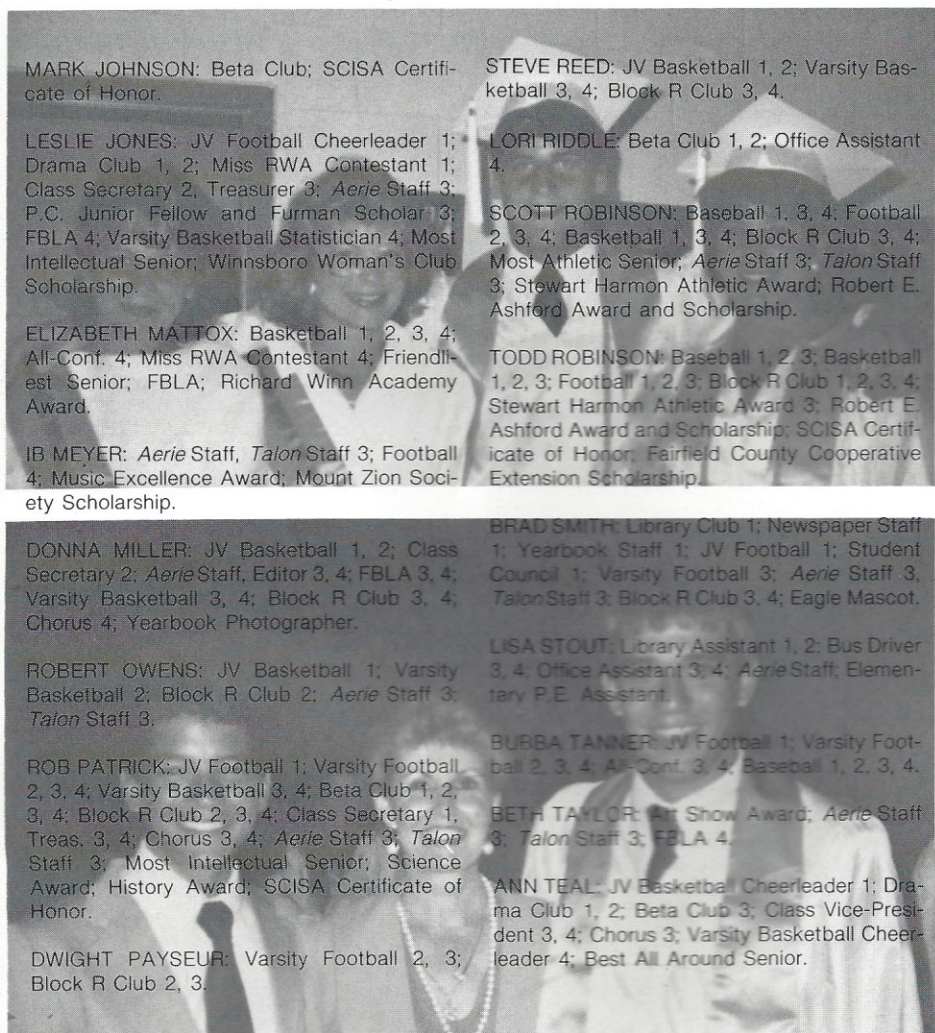 MARK JOHNSON: Beta Club; SCISA Certifi-
cate of Honor.
LESLIE JONES: JV Football Cheerleader 1;
Drama Club 1, 2; Miss RWA Contestant 1;
Class Secretary 2, Treasurer 3; Aerie Staff 3;
P.C. Junior Fellow and Furman Scholar 3;
FBLA 4; Varsity Basketball Statistician 4; Most
Intellectual Senior; Winnsboro Woman's Club
Scholarship.
ELIZABETH MATTOX: Basketball 1, 2, 3, 4;
All-Conf. 4; Miss RWA Contestant 4; Friendli-
est Senior; FBLA; Richard Winn Academy
Award.
IB MEYER: Aerie Staff, Talon Staff 3; Football
4; Music Excellence Award; Mount Zion Soci-
ety Scholarship.
DONNA MILLER: JV Basketball 1, 2; Class
Secretary 2; Aerie Staff, Editor 3, 4; FBLA 3, 4;
Varsity Basketball 3, 4; Block R Club 3, 4;
Chorus 4; Yearbook Photographer.
ROBERT OWENS: JV Basketball 1; Varsity
Basketball 2; Block R Club 2; Aerie Staff 3;
Talon Staff 3.
ROB PATRICK: JV Football 1; Varsity Football
2, 3, 4; Varsity Basketball 3, 4; Beta Club 1, 2,
3, 4; Block R Club 2, 3, 4; Class Secretary 1,
Treas. 3, 4; Chorus 3, 4; Aerie Staff 3; Talon
Staff 3; Most Intellectual Senior; Science
Award; History Award; SCISA Certificate of
Honor.
DWIGHT PAYSEUR: Varsity Football 2, 3;
Block R Club 2, 3.
STEVE REED: JV Basketball 1, 2; Varsity Bas-
ketball 3, 4; Block R Club 3, 4.
LORI RIDDLE: Beta Club 1, 2; Office Assistant
4.
SCOTT ROBINSON: Baseball 1, 3, 4; Football
2, 3, 4; Basketball 1, 3, 4; Block R Club 3, 4;
Most Athletic Senior; Aerie Staff 3; Talon Staff
3; Stewart Harmon Athletic Award; Robert E.
Ashford Award and Scholarship.
TODD ROBINSON: Baseball 1, 2, 3; Basketball
1, 2, 3; Football 1, 2, 3; Block R Club 1, 2, 3, 4;
Stewart Harmon Athletic Award 3; Robert E.
Ashford Award and Scholarship; SCISA Certif-
icate of Honor; Fairfield County Cooperative
Extension Scholarship.
BRAD SMITH: Library Club 1; Newspaper Staff
1; Yearbook Staff 1; JV Football 1; Student
Council 1; Varsity Football 3; Aerie Staff 3,
Talon Staff 3; Block R Club 3, 4; Eagle Mascot.
LISA STOUT: Library Assistant 1, 2; Bus Driver
3, 4; Office Assistant 3, 4; Aerie Staff; Elemen-
tary P.E. Assistant.
BUBBA TANNER: JV Football 1; Varsity Foot-
ball 2, 3, 4; All-Conf. 3, 4; Baseball 1, 2, 3, 4.
BETH TAYLOR: Art Show Award; Aerie Staff
3; Talon Staff 3; FBLA 4.
ANN TEAL: JV Basketball Cheerleader 1; Dra-
ma Club 1, 2; Beta Club 3; Class Vice-Presi-
dent 3, 4; Chorus 3; Varsity Basketball Cheer-
leader 4; Best All Around Senior.